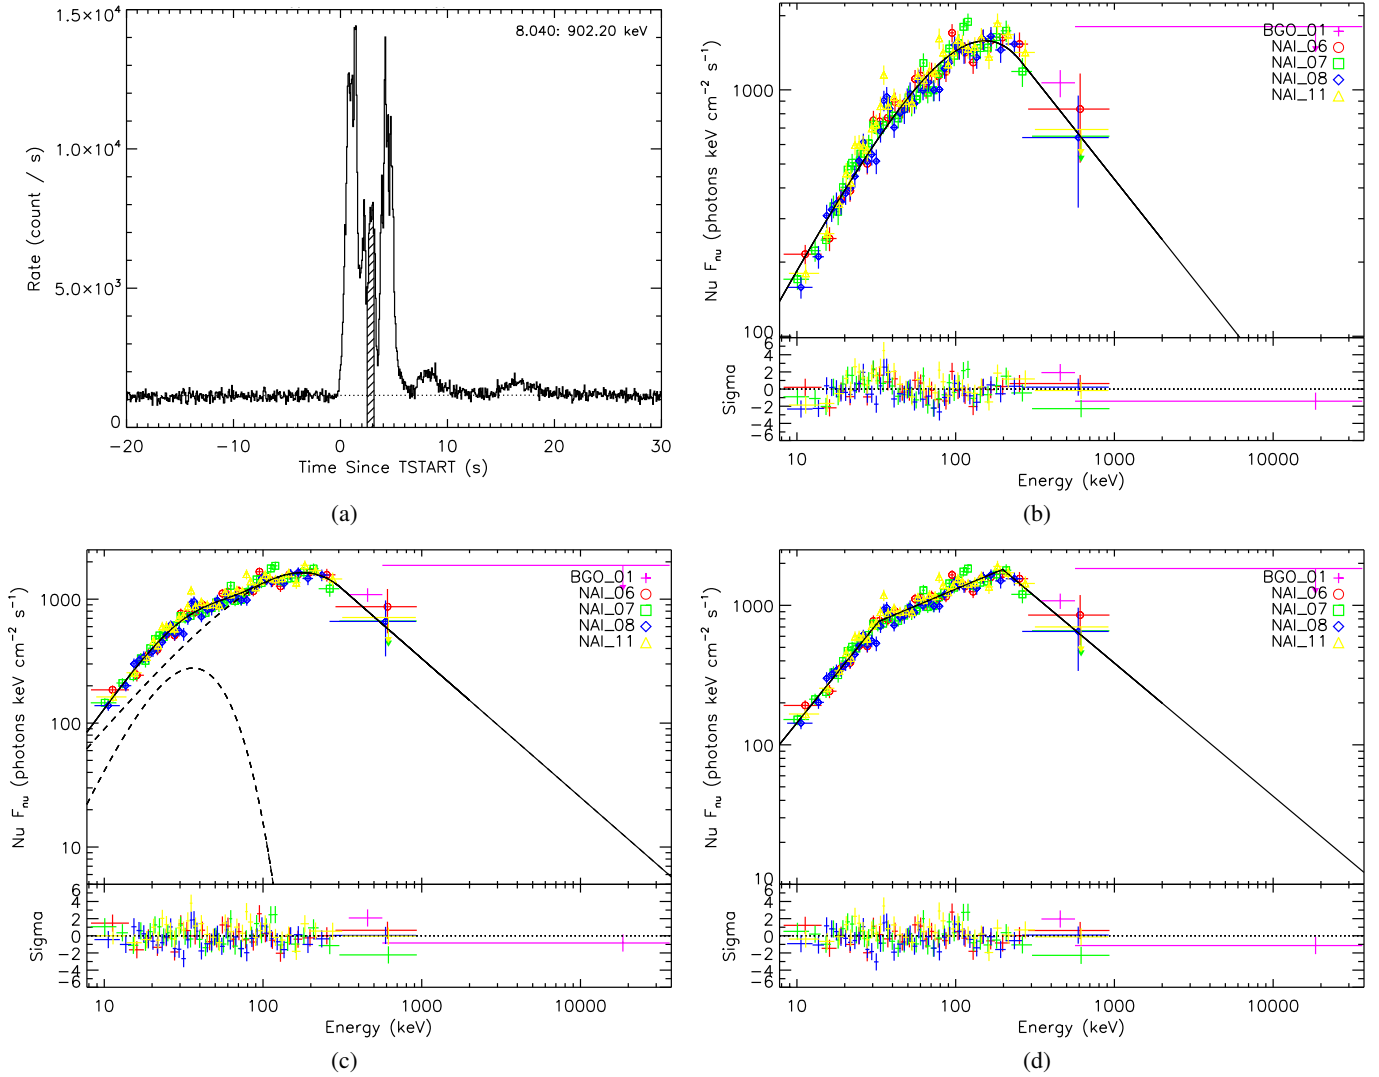 1.5×10⁴
1.0×10⁴
5.0×10³
0
Rate (count / s)
8.040: 902.20 keV
−20 −10 0 10 20 30
Time Since TSTART (s)
(a)
1000
100
Nu Fnu (photons keV cm⁻² s⁻¹)
BGO_01
NAI_06
NAI_07
NAI_08
NAI_11
6
4
2
0
−2
−4
−6
Sigma
10 100 1000 10000
Energy (keV)
(b)
1000
100
10
Nu Fnu (photons keV cm⁻² s⁻¹)
BGO_01
NAI_06
NAI_07
NAI_08
NAI_11
6
4
2
0
−2
−4
−6
Sigma
10 100 1000 10000
Energy (keV)
(c)
1000
100
10
Nu Fnu (photons keV cm⁻² s⁻¹)
BGO_01
NAI_06
NAI_07
NAI_08
NAI_11
6
4
2
0
−2
−4
−6
Sigma
10 100 1000 10000
Energy (keV)
(d)